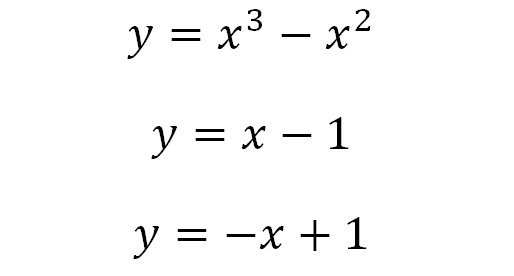 y = x³ − x²
y = x − 1
y = −x + 1